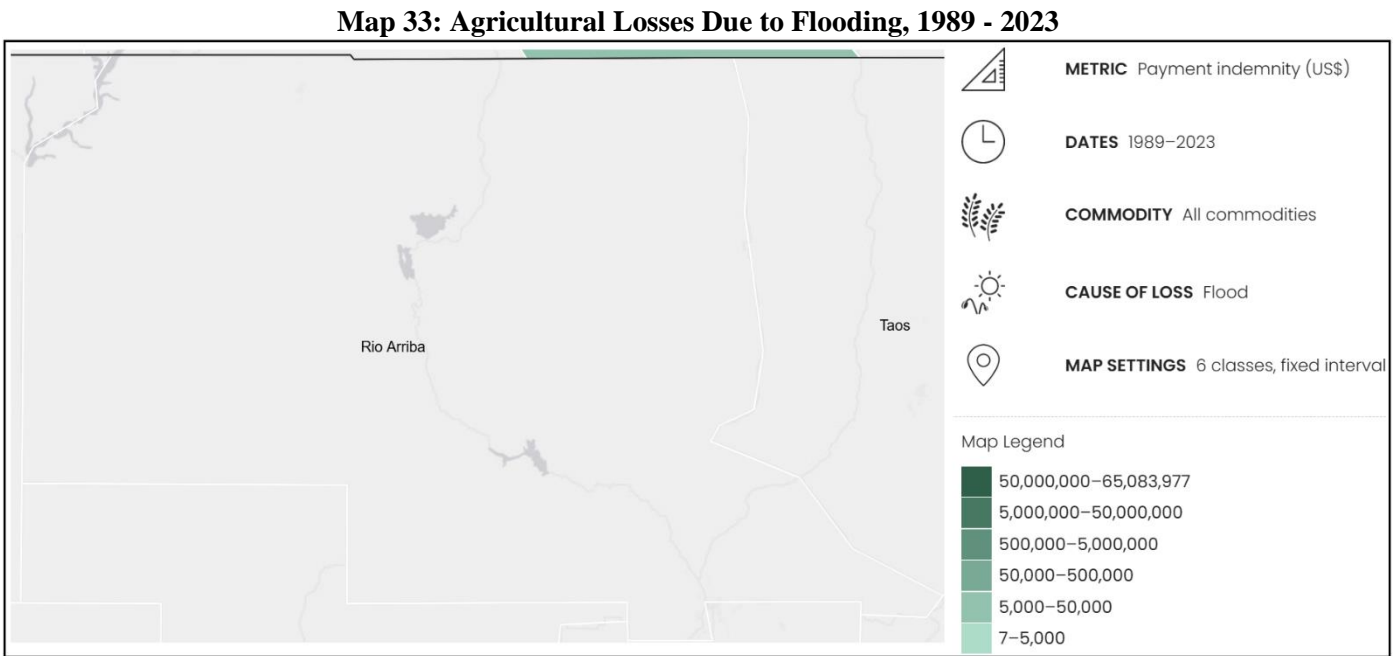 Map 33: Agricultural Losses Due to Flooding, 1989 - 2023
METRIC Payment indemnity (US$)
DATES 1989–2023
COMMODITY All commodities
CAUSE OF LOSS Flood
MAP SETTINGS 6 classes, fixed interval
Taos
Rio Arriba
Map Legend
50,000,000–65,083,977
5,000,000–50,000,000
500,000–5,000,000
50,000–500,000
5,000–50,000
7–5,000